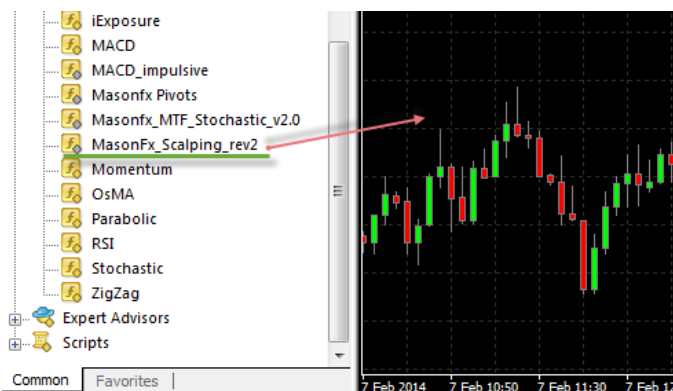 iExposure
MACD
MACD_impulsive
Masonfx Pivots
Masonfx_MTF_Stochastic_v2.0
MasonFx_Scalping_rev2
Momentum
OsMA
Parabolic
RSI
Stochastic
ZigZag
Expert Advisors
Scripts
Common Favorites
7 Feb 2014 7 Feb 10:50 7 Feb 11:30 7 Feb